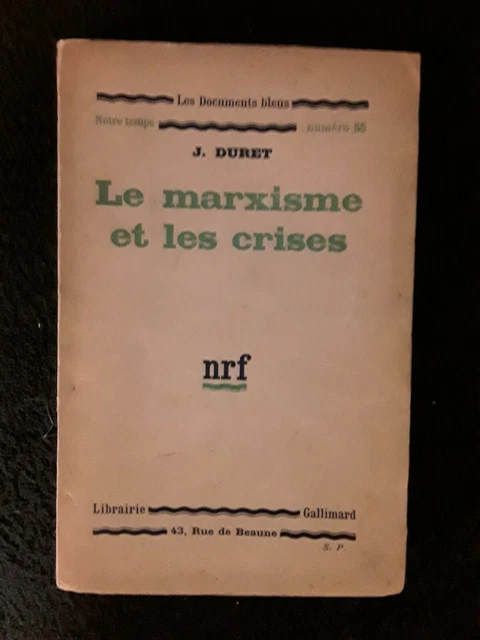 Les Documents bleus
Notre temps numéro 55
J. DURET
Le marxisme
et les crises
nrf
Librairie Gallimard
43, Rue de Beaune
S. P.